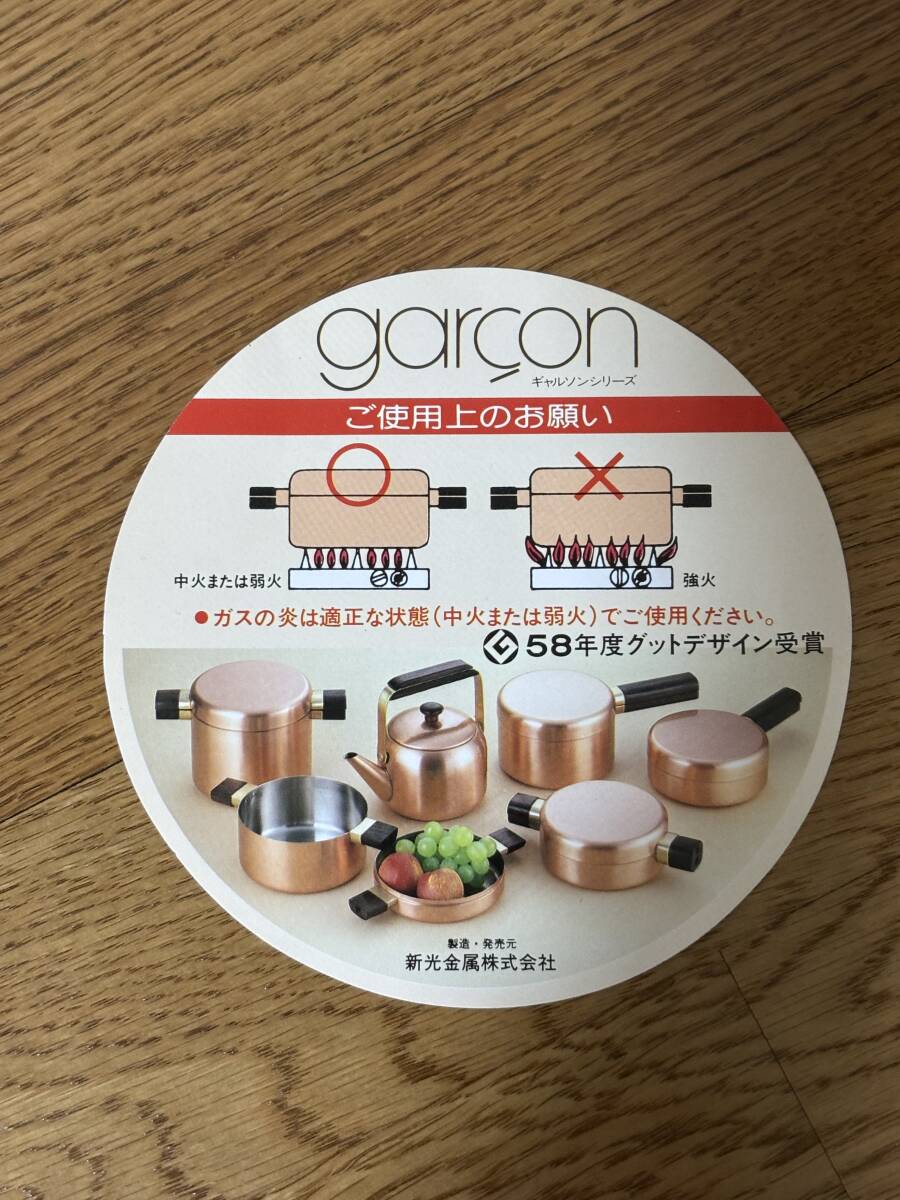 garçon
ギャルソンシリーズ
ご使用上のお願い
中火または弱火
強火
●ガスの炎は適正な状態(中火または弱火)でご使用ください。
58年度グットデザイン受賞
製造・発売元
新光金属株式会社